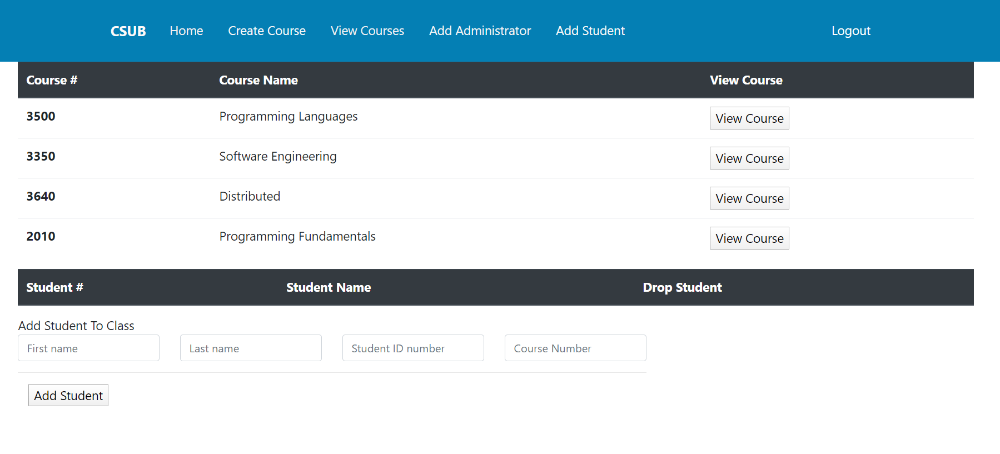 CSUB Home Create Course View Courses Add Administrator Add Student Logout
Course # Course Name View Course
3500 Programming Languages View Course
3350 Software Engineering View Course
3640 Distributed View Course
2010 Programming Fundamentals View Course
Student # Student Name Drop Student
Add Student To Class
First name Last name Student ID number Course Number
Add Student